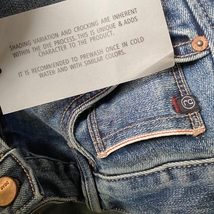 SHADING VARIATION AND CROCKING ARE INHERENT
WITHIN THE DYE PROCESS. THIS IS UNIQUE & ADDS
CHARACTER TO THE PRODUCT.
IT IS RECOMMENDED TO PREWASH ONCE IN COLD
WATER AND WITH SIMILAR COLORS.